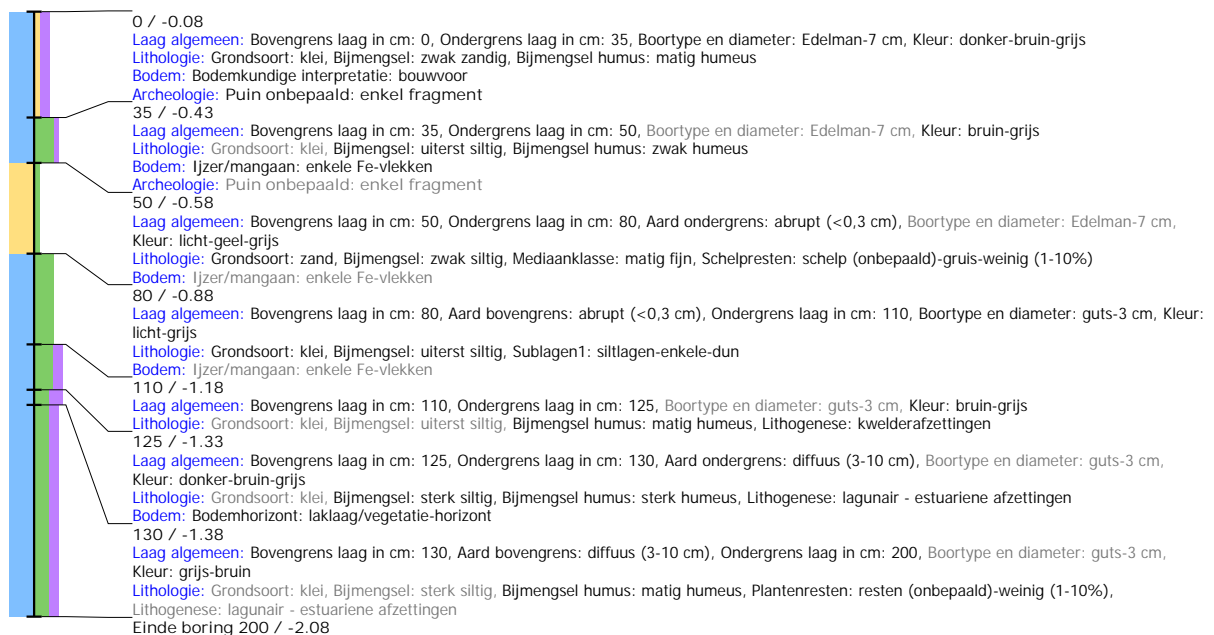 0 / -0.08
Laag algemeen: Bovengrens laag in cm: 0, Ondergrens laag in cm: 35, Boortype en diameter: Edelman-7 cm, Kleur: donker-bruin-grijs
Lithologie: Grondsoort: klei, Bijmengsel: zwak zandig, Bijmengsel humus: matig humeus
Bodem: Bodemkundige interpretatie: bouwvoor
Archeologie: Puin onbepaald: enkel fragment
35 / -0.43
Laag algemeen: Bovengrens laag in cm: 35, Ondergrens laag in cm: 50, Boortype en diameter: Edelman-7 cm, Kleur: bruin-grijs
Lithologie: Grondsoort: klei, Bijmengsel: uiterst siltig, Bijmengsel humus: zwak humeus
Bodem: Ijzer/mangaan: enkele Fe-vlekken
Archeologie: Puin onbepaald: enkel fragment
50 / -0.58
Laag algemeen: Bovengrens laag in cm: 50, Ondergrens laag in cm: 80, Aard ondergrens: abrupt (<0,3 cm), Boortype en diameter: Edelman-7 cm,
Kleur: licht-geel-grijs
Lithologie: Grondsoort: zand, Bijmengsel: zwak siltig, Mediaanklasse: matig fijn, Schelpresten: schelp (onbepaald)-gruis-weinig (1-10%)
Bodem: Ijzer/mangaan: enkele Fe-vlekken
80 / -0.88
Laag algemeen: Bovengrens laag in cm: 80, Aard bovengrens: abrupt (<0,3 cm), Ondergrens laag in cm: 110, Boortype en diameter: guts-3 cm, Kleur:
licht-grijs
Lithologie: Grondsoort: klei, Bijmengsel: uiterst siltig, Sublagen1: siltlagen-enkele-dun
Bodem: Ijzer/mangaan: enkele Fe-vlekken
110 / -1.18
Laag algemeen: Bovengrens laag in cm: 110, Ondergrens laag in cm: 125, Boortype en diameter: guts-3 cm, Kleur: bruin-grijs
Lithologie: Grondsoort: klei, Bijmengsel: uiterst siltig, Bijmengsel humus: matig humeus, Lithogenese: kwelderafzettingen
125 / -1.33
Laag algemeen: Bovengrens laag in cm: 125, Ondergrens laag in cm: 130, Aard ondergrens: diffuus (3-10 cm), Boortype en diameter: guts-3 cm,
Kleur: donker-bruin-grijs
Lithologie: Grondsoort: klei, Bijmengsel: sterk siltig, Bijmengsel humus: sterk humeus, Lithogenese: lagunair - estuariene afzettingen
Bodem: Bodemhorizont: laklaag/vegetatie-horizont
130 / -1.38
Laag algemeen: Bovengrens laag in cm: 130, Aard bovengrens: diffuus (3-10 cm), Ondergrens laag in cm: 200, Boortype en diameter: guts-3 cm,
Kleur: grijs-bruin
Lithologie: Grondsoort: klei, Bijmengsel: sterk siltig, Bijmengsel humus: matig humeus, Plantenresten: resten (onbepaald)-weinig (1-10%),
Lithogenese: lagunair - estuariene afzettingen
Einde boring 200 / -2.08